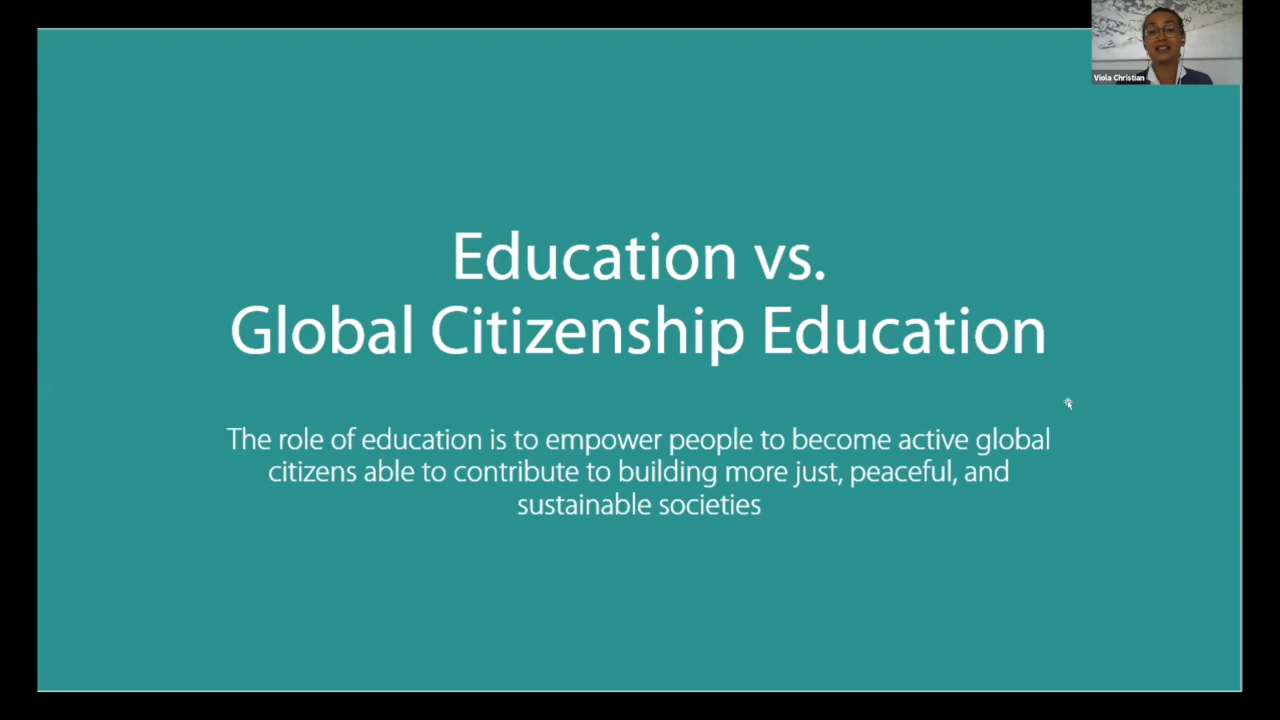 Viola Christian
Education vs.
Global Citizenship Education
The role of education is to empower people to become active global
citizens able to contribute to building more just, peaceful, and
sustainable societies